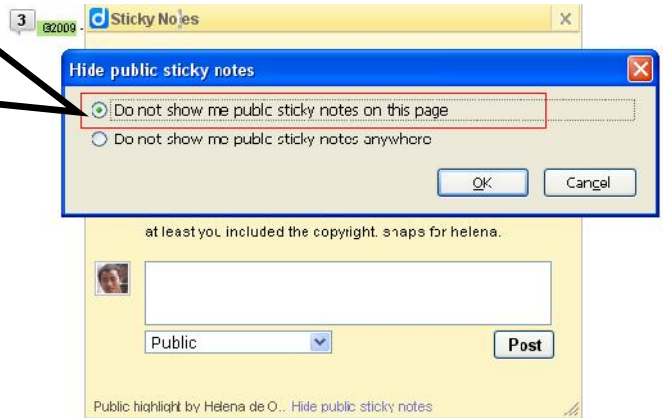 3 @2009 - Sticky Notes
Hide public sticky notes
Do not show me public sticky notes on this page
Do not show me public sticky notes anywhere
OK Cancel
at least you included the copyright. snaps for helena.
Public Post
Public highlight by Helena de O.. Hide public sticky notes